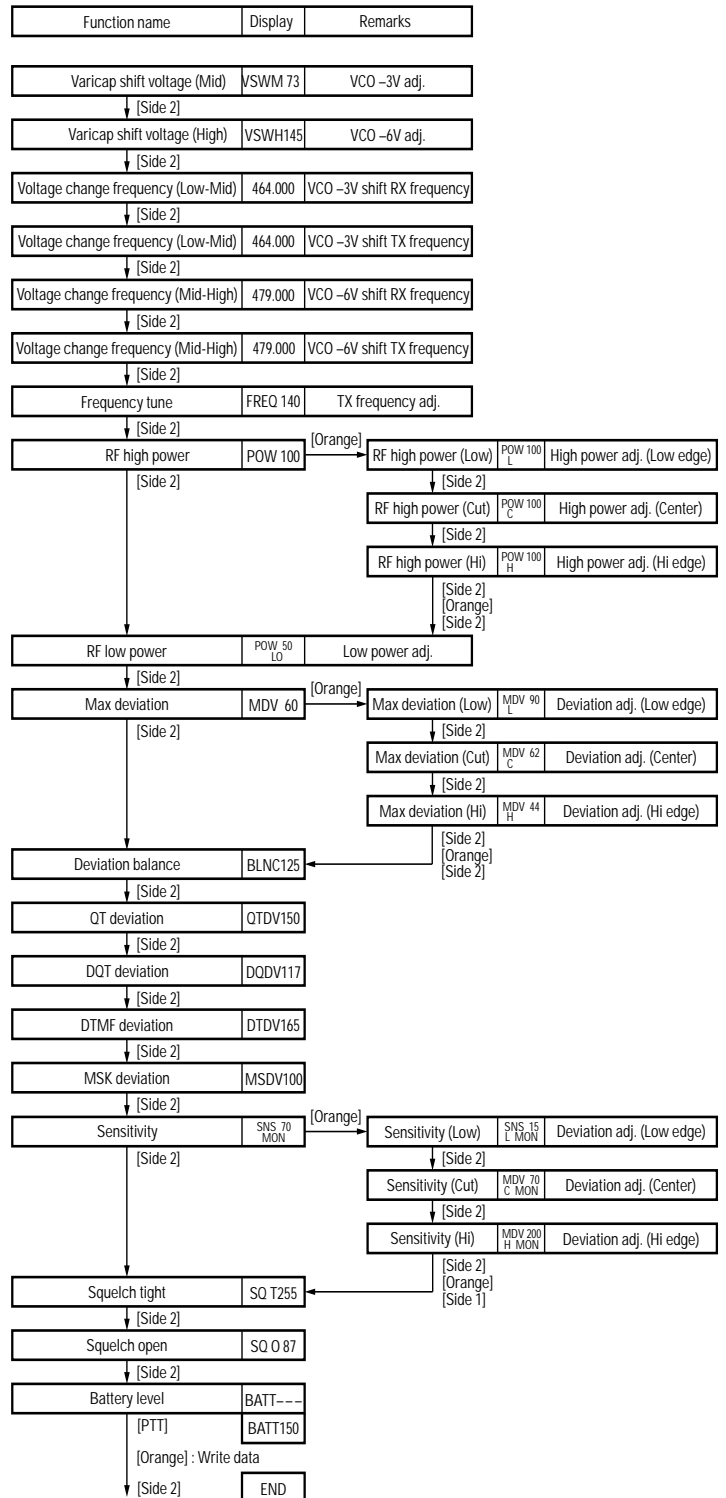 Function name Display Remarks
Varicap shift voltage (Mid) VSWM 73 VCO –3V adj.
[Side 2]
Varicap shift voltage (High) VSWH145 VCO –6V adj.
[Side 2]
Voltage change frequency (Low-Mid) 464.000 VCO –3V shift RX frequency
[Side 2]
Voltage change frequency (Low-Mid) 464.000 VCO –3V shift TX frequency
[Side 2]
Voltage change frequency (Mid-High) 479.000 VCO –6V shift RX frequency
[Side 2]
Voltage change frequency (Mid-High) 479.000 VCO –6V shift TX frequency
[Side 2]
Frequency tune FREQ 140 TX frequency adj.
[Side 2]
RF high power POW 100
[Orange]
[Side 2]
RF high power (Low) POW 100 L High power adj. (Low edge)
[Side 2]
RF high power (Cut) POW 100 C High power adj. (Center)
[Side 2]
RF high power (Hi) POW 100 H High power adj. (Hi edge)
[Side 2]
[Orange]
[Side 2]
RF low power POW 50 LO Low power adj.
[Side 2]
Max deviation MDV 60
[Orange]
[Side 2]
Max deviation (Low) MDV 90 L Deviation adj. (Low edge)
[Side 2]
Max deviation (Cut) MDV 62 C Deviation adj. (Center)
[Side 2]
Max deviation (Hi) MDV 44 H Deviation adj. (Hi edge)
[Side 2]
[Orange]
[Side 2]
Deviation balance BLNC125
[Side 2]
QT deviation QTDV150
[Side 2]
DQT deviation DQDV117
[Side 2]
DTMF deviation DTDV165
[Side 2]
MSK deviation MSDV100
[Side 2]
Sensitivity SNS 70 MON
[Orange]
[Side 2]
Sensitivity (Low) SNS 15 L MON Deviation adj. (Low edge)
[Side 2]
Sensitivity (Cut) MDV 70 C MON Deviation adj. (Center)
[Side 2]
Sensitivity (Hi) MDV 200 H MON Deviation adj. (Hi edge)
[Side 2]
[Orange]
[Side 1]
Squelch tight SQ T255
[Side 2]
Squelch open SQ O 87
[Side 2]
Battery level BATT–––
[PTT] BATT150
[Orange] : Write data
[Side 2] END